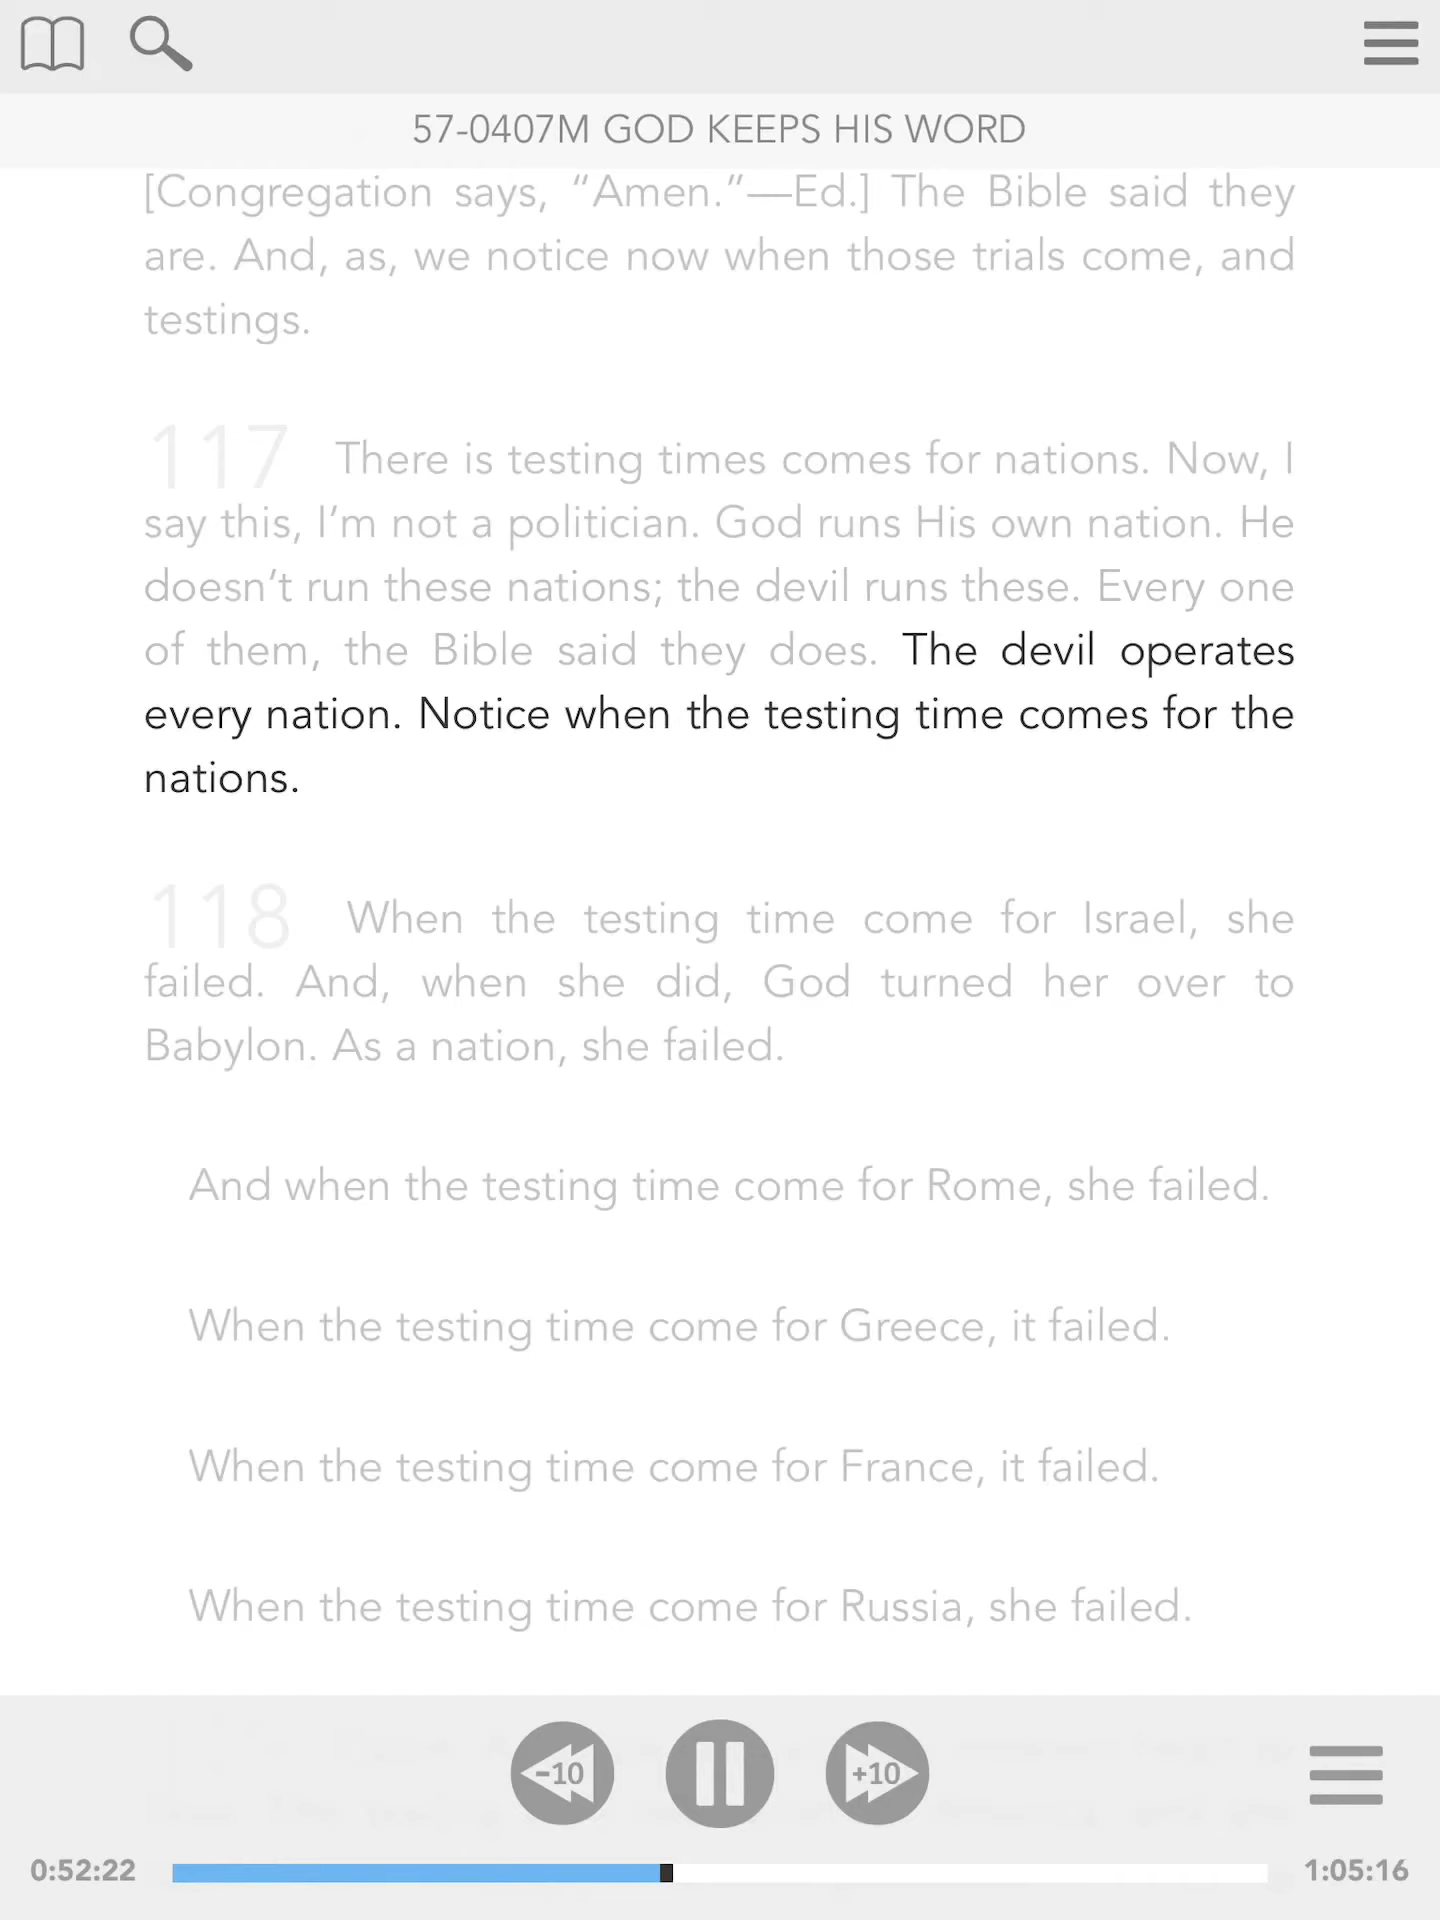 57-0407M GOD KEEPS HIS WORD
[Congregation says, “Amen.”—Ed.] The Bible said they
are. And, as, we notice now when those trials come, and
testings.
117 There is testing times comes for nations. Now, I
say this, I’m not a politician. God runs His own nation. He
doesn’t run these nations; the devil runs these. Every one
of them, the Bible said they does. The devil operates
every nation. Notice when the testing time comes for the
nations.
118 When the testing time come for Israel, she
failed. And, when she did, God turned her over to
Babylon. As a nation, she failed.
And when the testing time come for Rome, she failed.
When the testing time come for Greece, it failed.
When the testing time come for France, it failed.
When the testing time come for Russia, she failed.
-10 +10
0:52:22 1:05:16